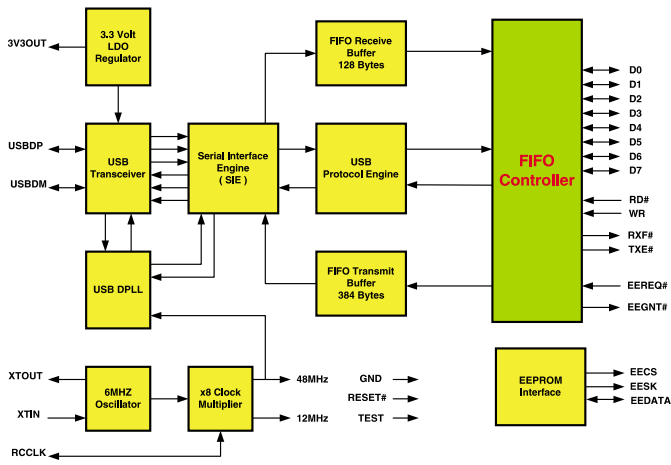 3V3OUT
3.3 Volt
LDO
Regulator
FIFO Receive
Buffer
128 Bytes
D0
D1
D2
D3
D4
D5
D6
D7
USBDP
USBDM
USB
Transceiver
Serial Interface
Engine
( SIE )
USB
Protocol Engine
FIFO
Controller
RD#
WR
RXF#
TXE#
EEREQ#
EEGNT#
USB DPLL
FIFO Transmit
Buffer
384 Bytes
XTOUT
XTIN
RCCLK
6MHZ
Oscillator
x8 Clock
Multiplier
48MHz
12MHz
GND
RESET#
TEST
EEPROM
Interface
EECS
EESK
EEDATA